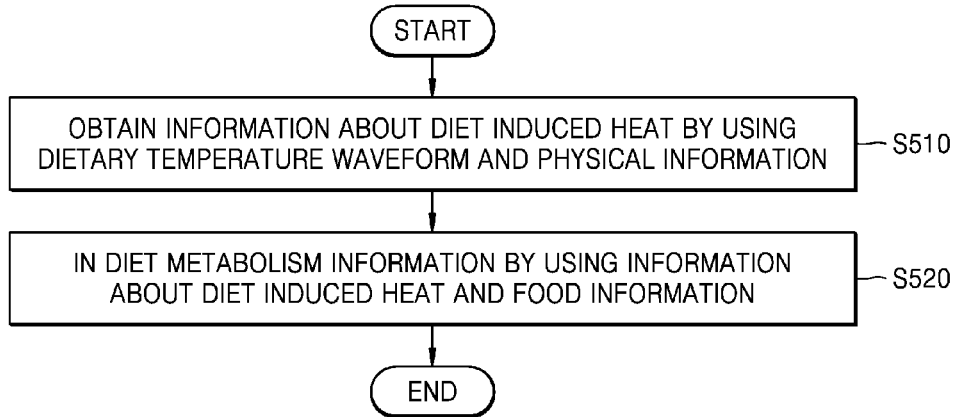 START
OBTAIN INFORMATION ABOUT DIET INDUCED HEAT BY USING
DIETARY TEMPERATURE WAVEFORM AND PHYSICAL INFORMATION
S510
IN DIET METABOLISM INFORMATION BY USING INFORMATION
ABOUT DIET INDUCED HEAT AND FOOD INFORMATION
S520
END